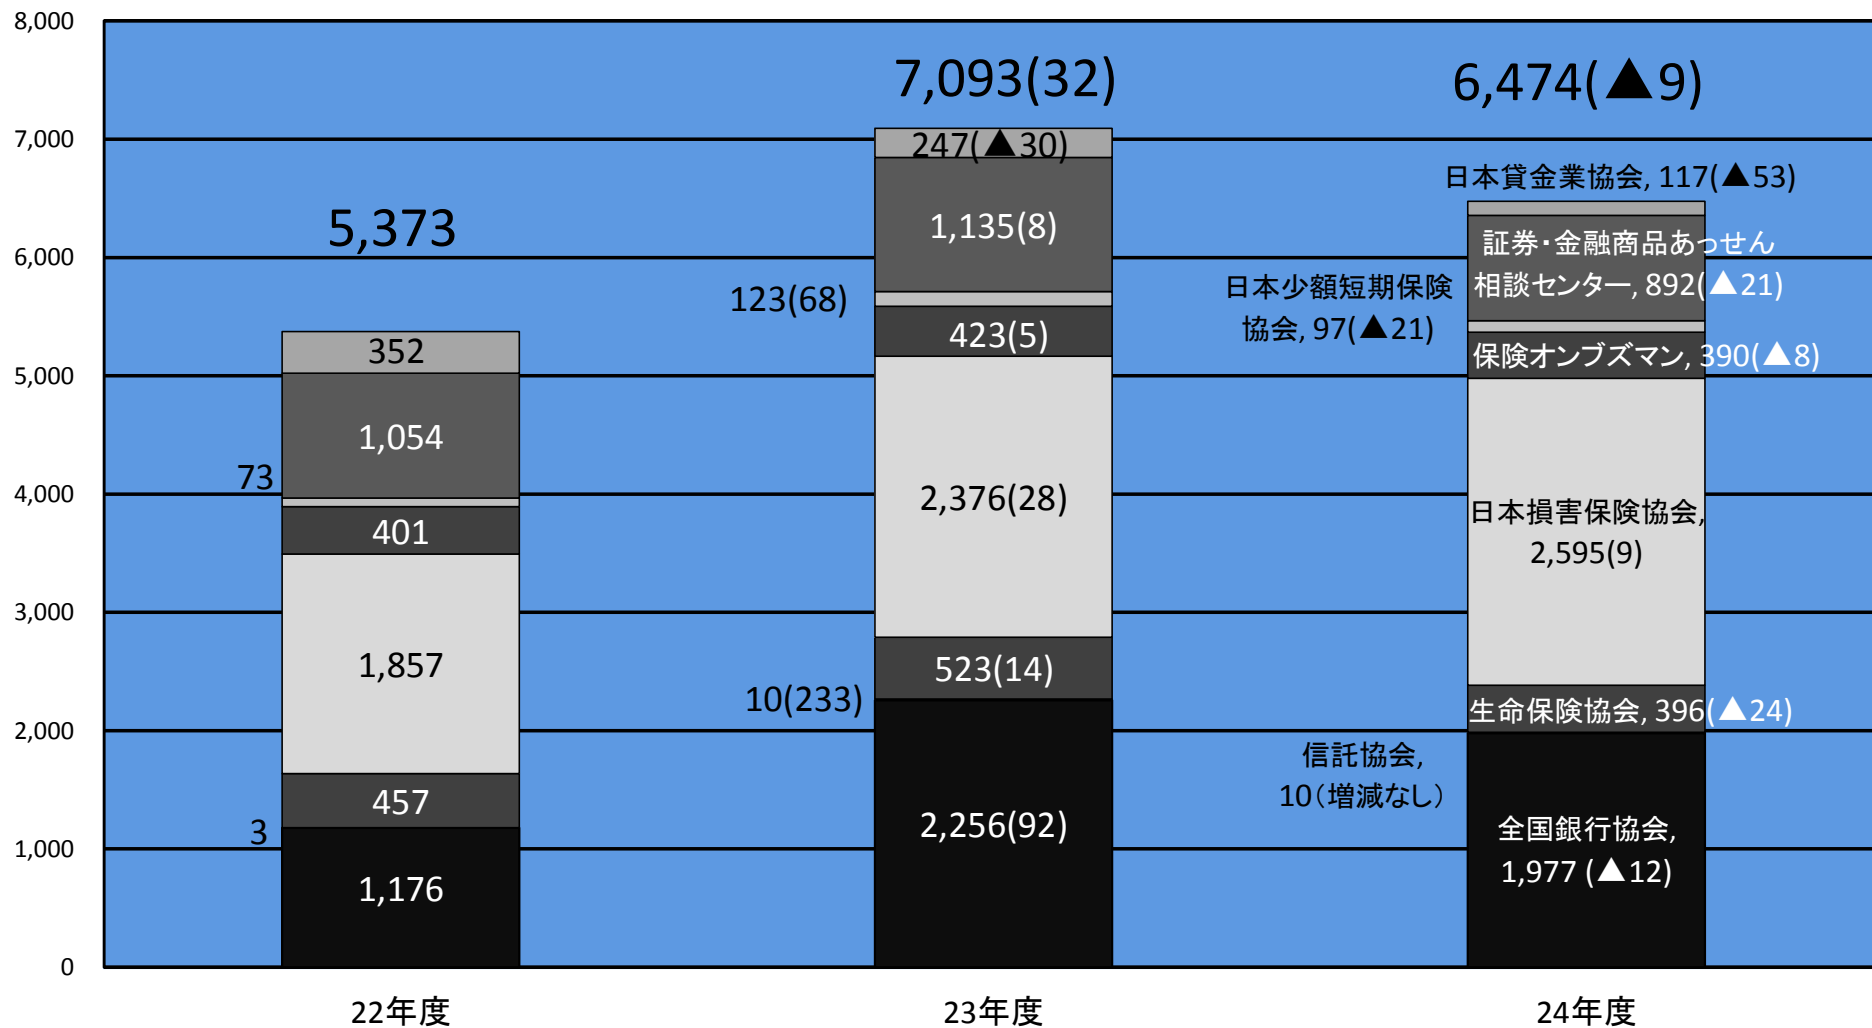 8,000
7,000
6,000
5,000
4,000
3,000
2,000
1,000
0
5,373
352
1,054
73
401
1,857
457
3
1,176
22年度
7,093(32)
247(▲30)
1,135(8)
123(68)
423(5)
2,376(28)
523(14)
10(233)
2,256(92)
23年度
6,474(▲9)
日本貸金業協会, 117(▲53)
証券・金融商品あっせん
相談センター, 892(▲21)
日本少額短期保険
協会, 97(▲21)
保険オンブズマン, 390(▲8)
日本損害保険協会,
2,595(9)
生命保険協会, 396(▲24)
信託協会,
10(増減なし)
全国銀行協会,
1,977 (▲12)
24年度